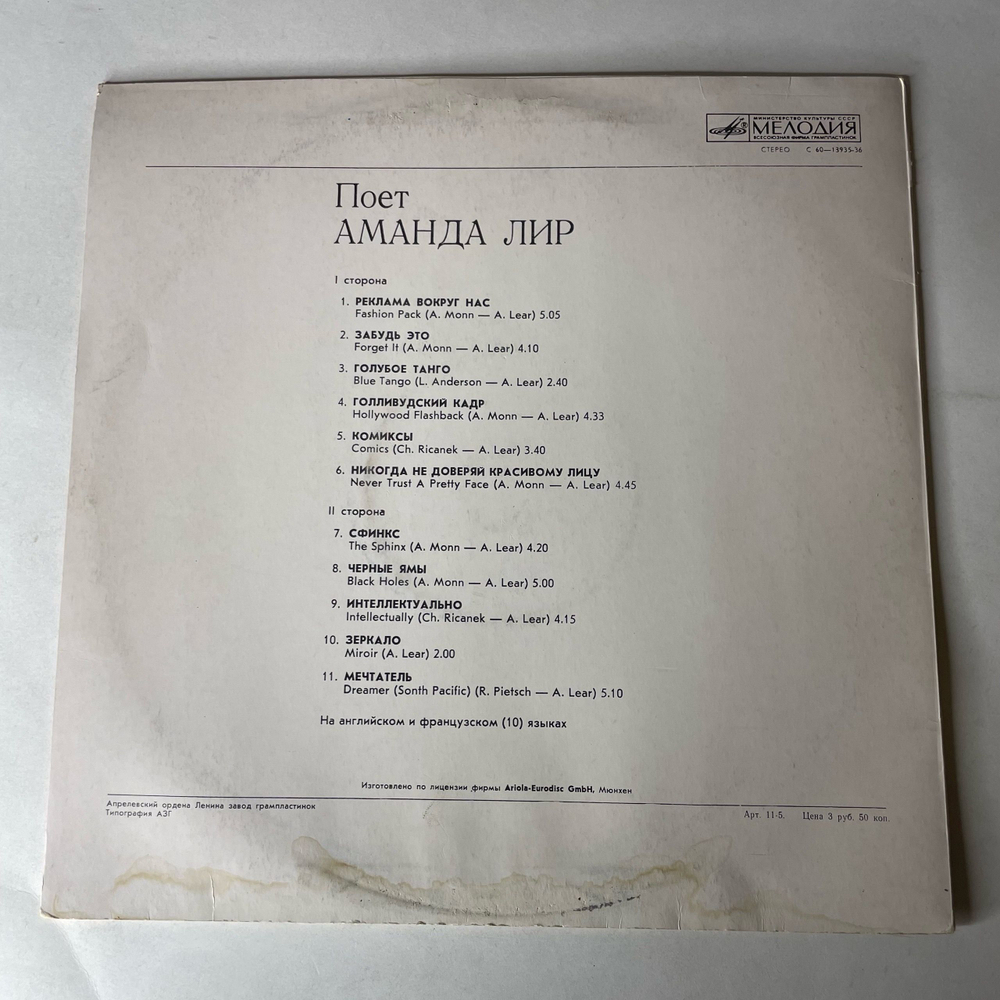 МИНИСТЕРСТВО КУЛЬТУРЫ СССР
МЕЛОДИЯ
ВСЕСОЮЗНАЯ ФИРМА ГРАМПЛАСТИНОК
СТЕРЕО С 60—13935-36
Поет
АМАНДА ЛИР
I сторона
1. РЕКЛАМА ВОКРУГ НАС
Fashion Pack (A. Monn — A. Lear) 5.05
2. ЗАБУДЬ ЭТО
Forget It (A. Monn — A. Lear) 4.10
3. ГОЛУБОЕ ТАНГО
Blue Tango (L. Anderson — A. Lear) 2.40
4. ГОЛЛИВУДСКИЙ КАДР
Hollywood Flashback (A. Monn — A. Lear) 4.33
5. КОМИКСЫ
Comics (Ch. Ricanek — A. Lear) 3.40
6. НИКОГДА НЕ ДОВЕРЯЙ КРАСИВОМУ ЛИЦУ
Never Trust A Pretty Face (A. Monn — A. Lear) 4.45
II сторона
7. СФИНКС
The Sphinx (A. Monn — A. Lear) 4.20
8. ЧЕРНЫЕ ЯМЫ
Black Holes (A. Monn — A. Lear) 5.00
9. ИНТЕЛЛЕКТУАЛЬНО
Intellectually (Ch. Ricanek — A. Lear) 4.15
10. ЗЕРКАЛО
Miroir (A. Lear) 2.00
11. МЕЧТАТЕЛЬ
Dreamer (Sonth Pacific) (R. Pietsch — A. Lear) 5.10
На английском и французском (10) языках
Изготовлено по лицензии фирмы Ariola-Eurodisc GmbH, Мюнхен
Апрелевский ордена Ленина завод грампластинок
Типография АЗГ
Арт. 11-5. Цена 3 руб. 50 коп.